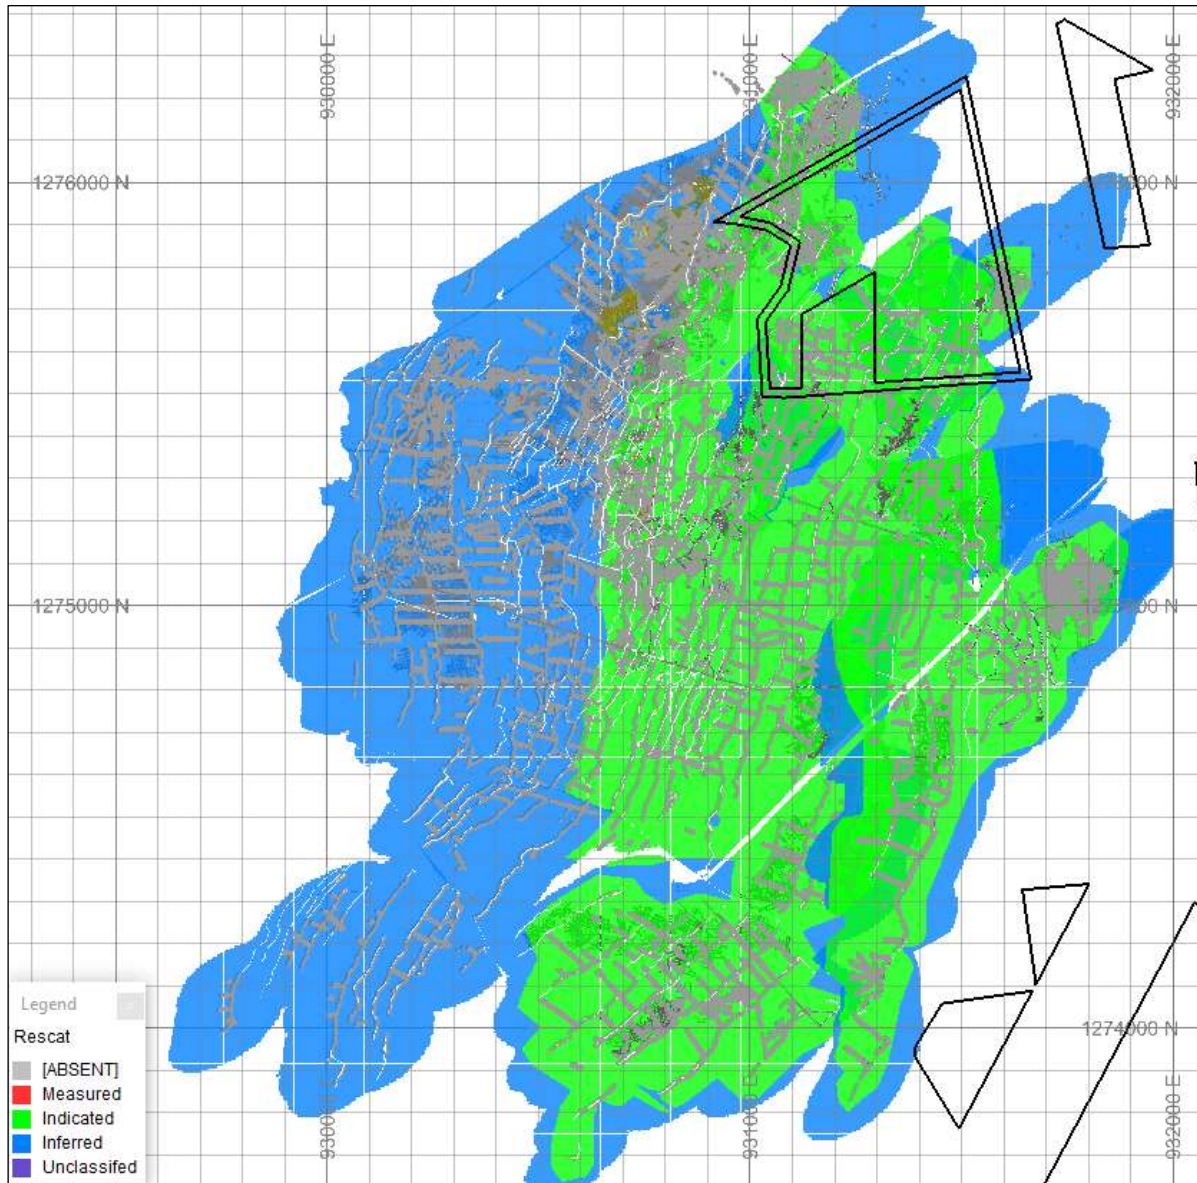 930000 E
931000 E
932000 E
1276000 N
1276000 N
1275000 N
1275000 N
Legend
Rescat
[ABSENT]
Measured
Indicated
Inferred
Unclassifed
1274000 N
930000 E
931000 E
932000 E